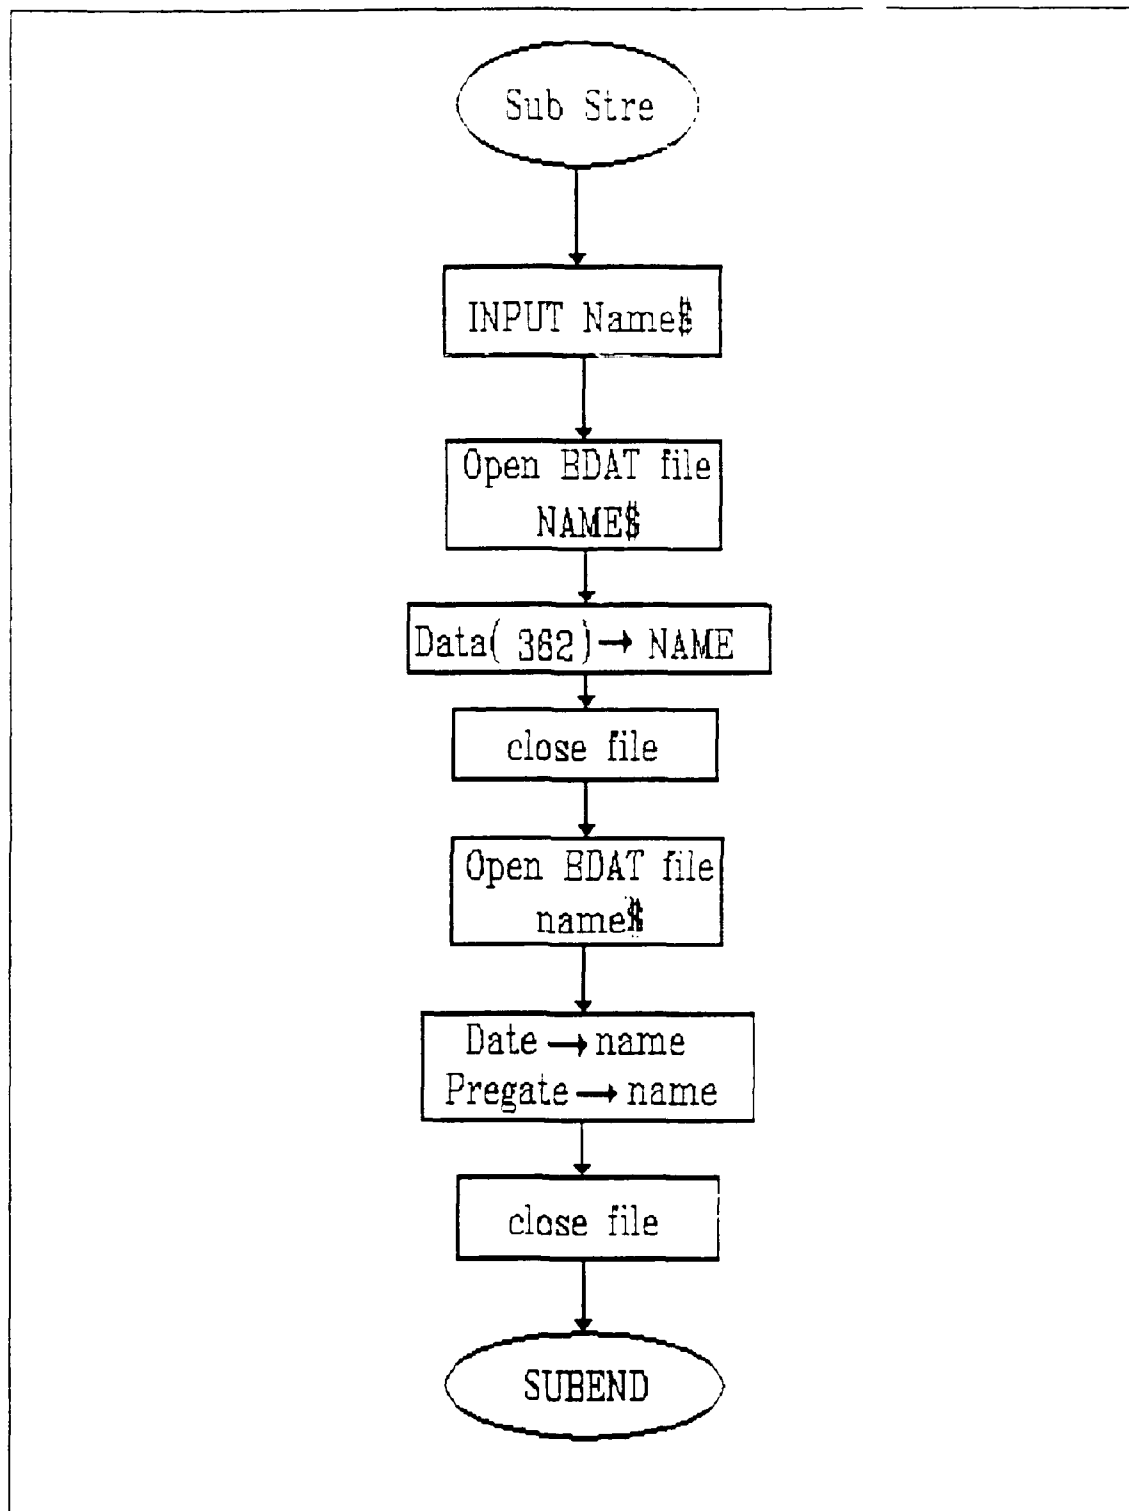 Sub Stre
INPUT Name$
Open BDAT file
NAME$
Data( 362) → NAME
close file
Open BDAT file
name$
Date → name
Pregate → name
close file
SUBEND